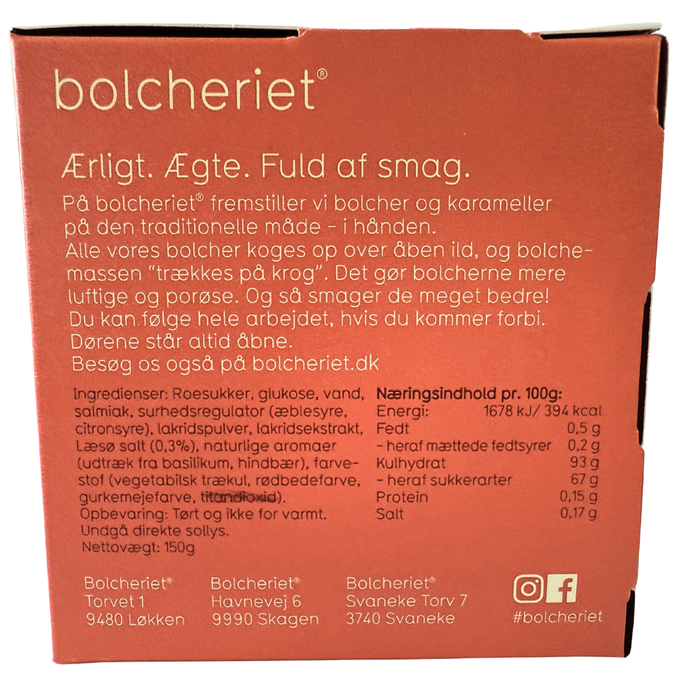 bolcheriet®
Ærligt. Ægte. Fuld af smag.
På bolcheriet® fremstiller vi bolcher og karameller
på den traditionelle måde - i hånden.
Alle vores bolcher koges op over åben ild, og bolche-
massen "trækkes på krog". Det gør bolcherne mere
luftige og porøse. Og så smager de meget bedre!
Du kan følge hele arbejdet, hvis du kommer forbi.
Dørene står altid åbne.
Besøg os også på bolcheriet.dk
Ingredienser: Roesukker, glukose, vand,
salmiak, surhedsregulator (æblesyre,
citronsyre), lakridspulver, lakridsekstrakt,
Læsø salt (0,3%), naturlige aromaer
(udtræk fra basilikum, hindbær), farve-
stof (vegetabilsk trækul, rødbedefarve,
gurkemejefarve, titandioxid).
Opbevaring: Tørt og ikke for varmt.
Undgå direkte sollys.
Nettovægt: 150g
Næringsindhold pr. 100g:
Energi: 1678 kJ/ 394 kcal
Fedt 0,5 g
- heraf mættede fedtsyrer 0,2 g
Kulhydrat 93 g
- heraf sukkerarter 67 g
Protein 0,15 g
Salt 0,17 g
Bolcheriet®
Torvet 1
9480 Løkken
Bolcheriet®
Havnevej 6
9990 Skagen
Bolcheriet®
Svaneke Torv 7
3740 Svaneke
#bolcheriet